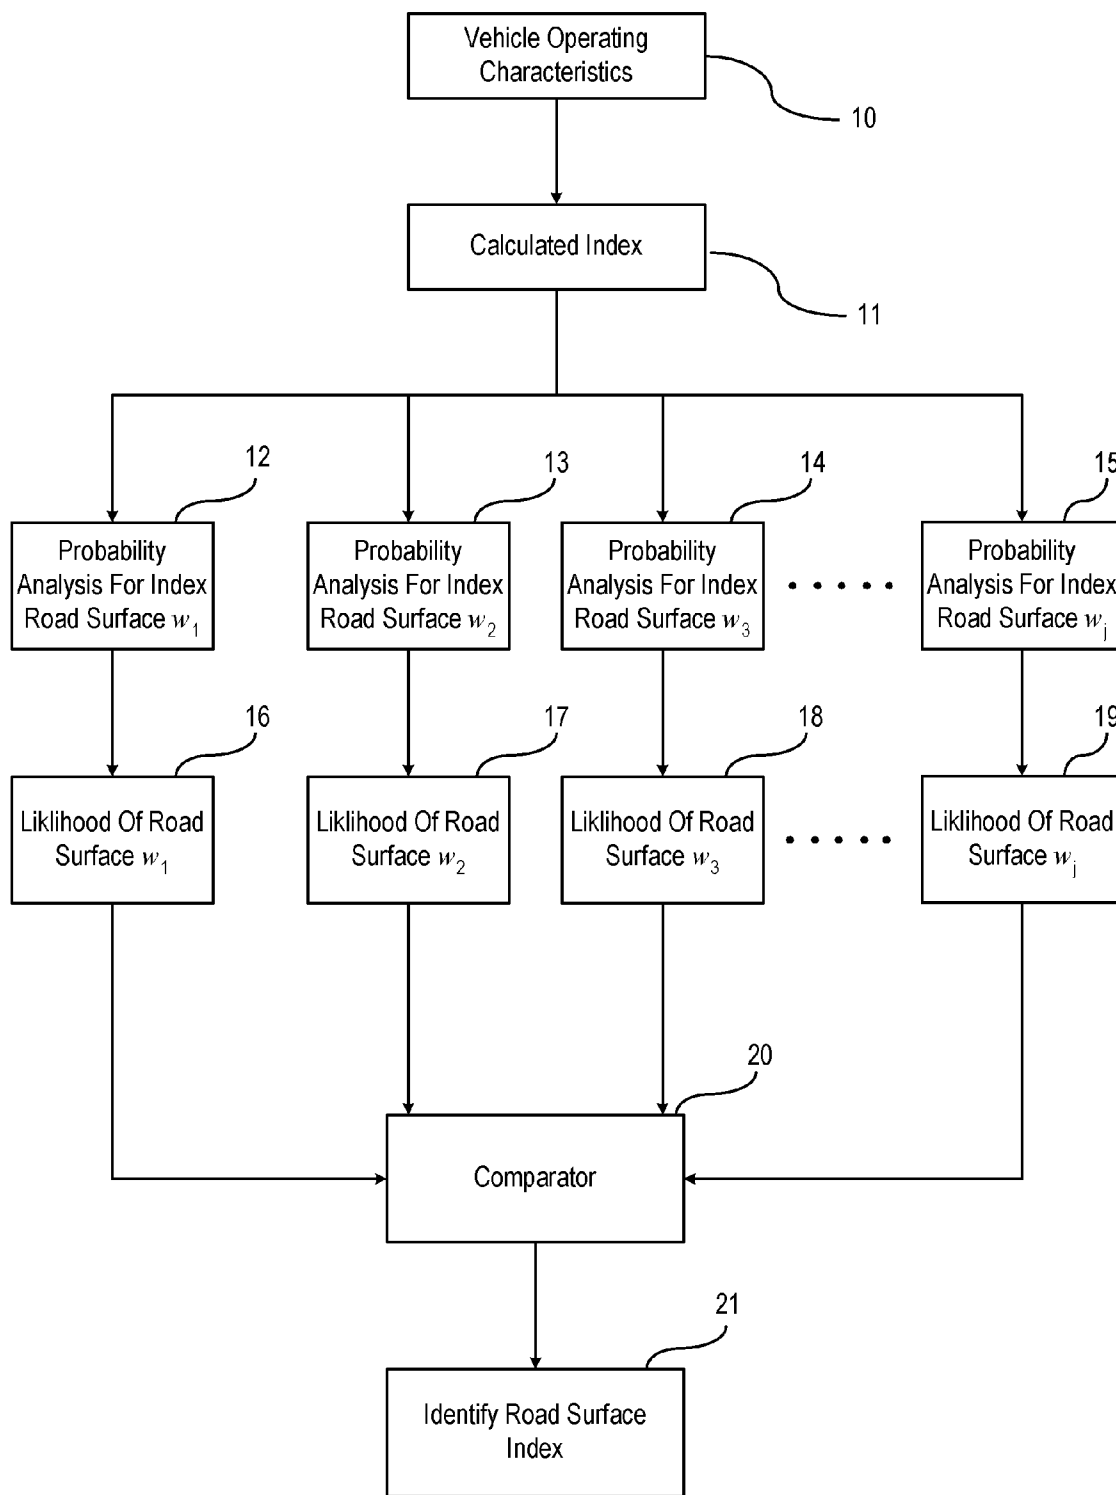 Vehicle Operating
Characteristics
10
Calculated Index
11
12
13
14
15
Probability
Analysis For Index
Road Surface w1
Probability
Analysis For Index
Road Surface w2
Probability
Analysis For Index
Road Surface w3
Probability
Analysis For Index
Road Surface wj
16
17
18
19
Liklihood Of Road
Surface w1
Liklihood Of Road
Surface w2
Liklihood Of Road
Surface w3
Liklihood Of Road
Surface wj
20
Comparator
21
Identify Road Surface
Index